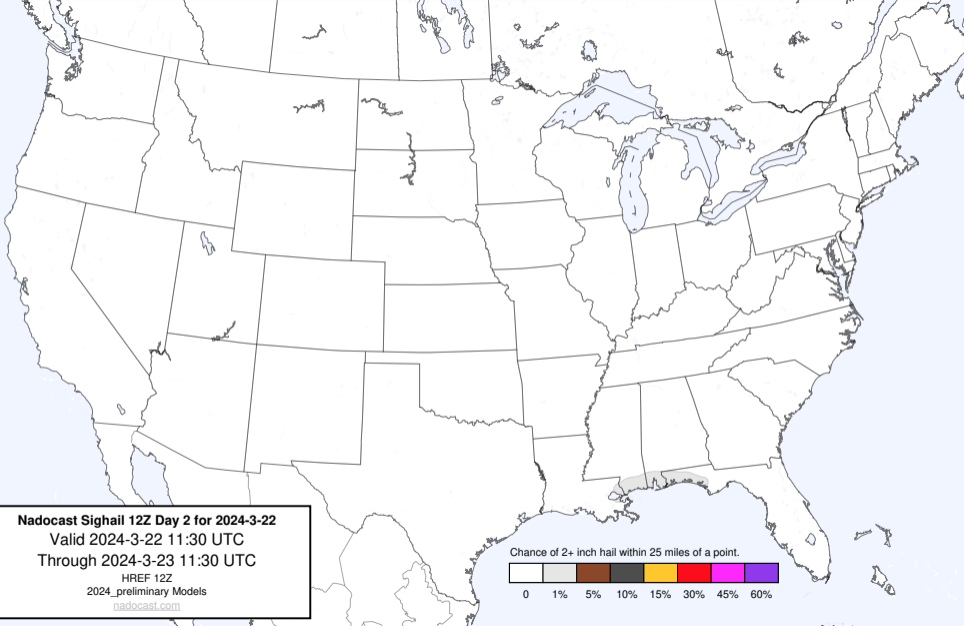 Nadocast Sighail 12Z Day 2 for 2024-3-22
Valid 2024-3-22 11:30 UTC
Through 2024-3-23 11:30 UTC
HREF 12Z
2024_preliminary Models
nadocast.com
Chance of 2+ inch hail within 25 miles of a point.
0 1% 5% 10% 15% 30% 45% 60%